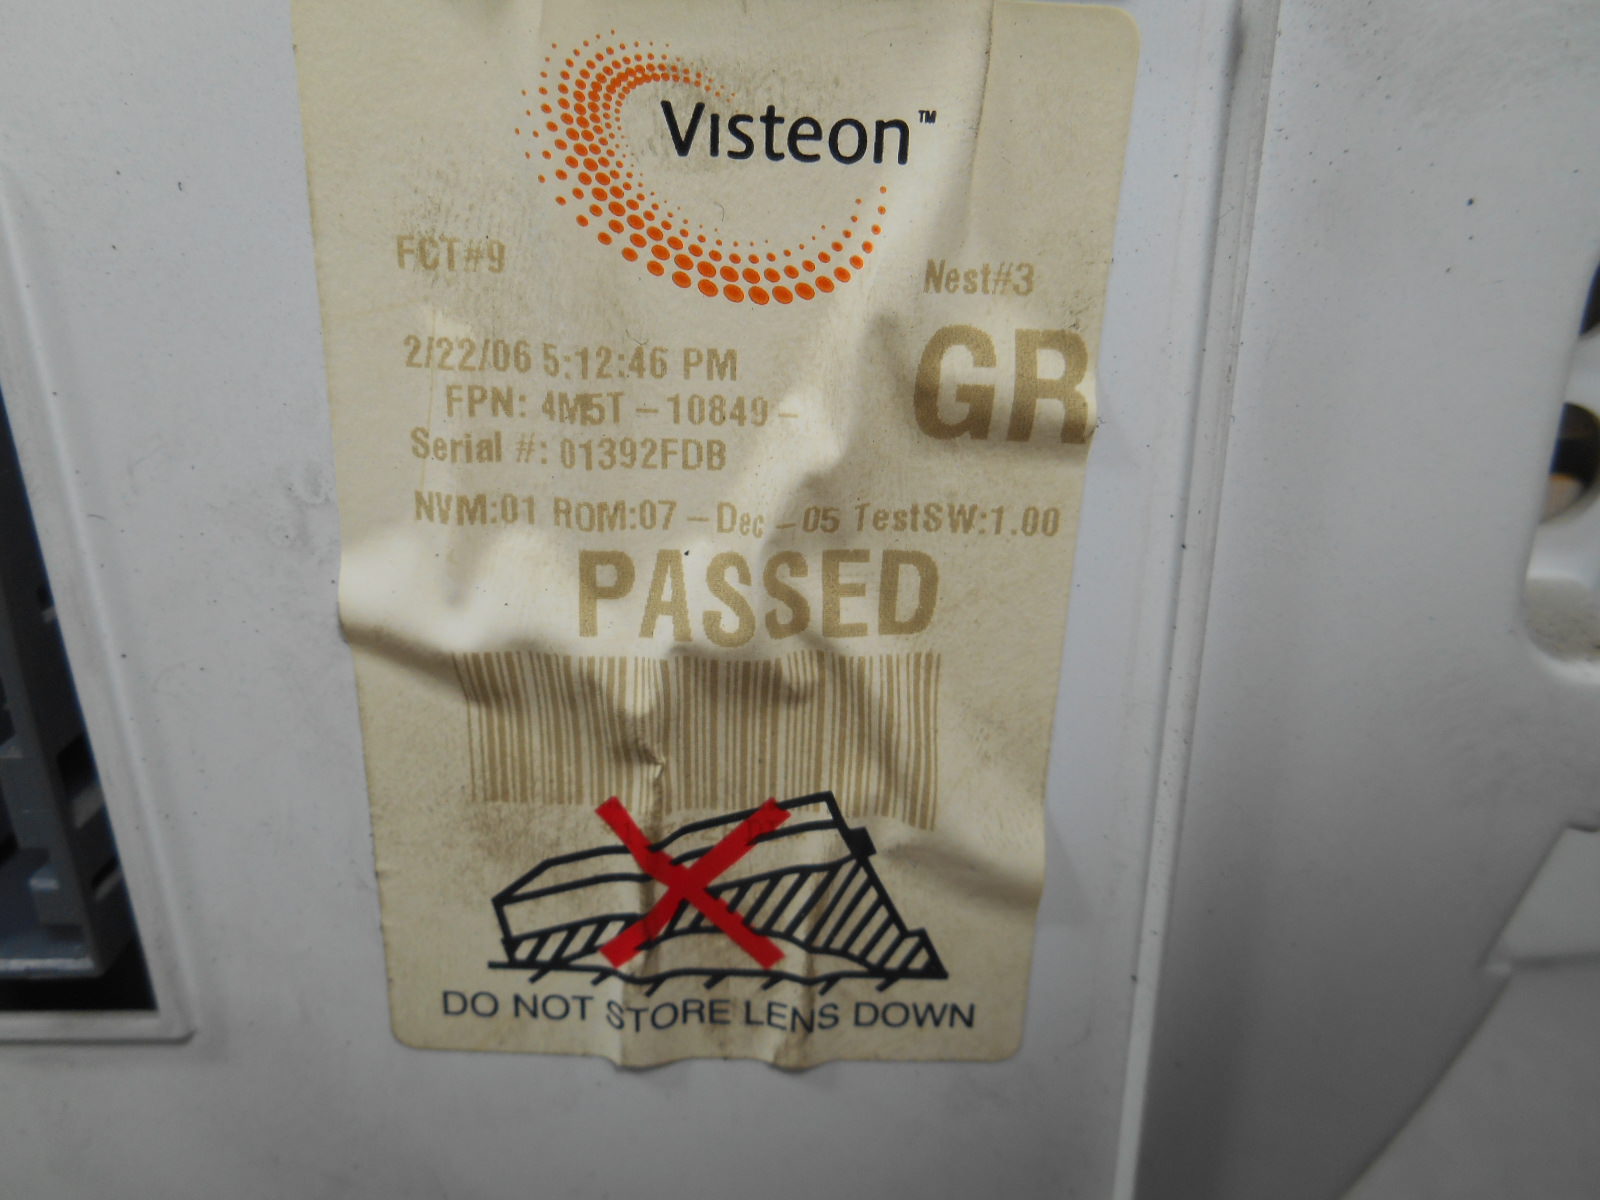 Visteon™
FCT#9
Nest#3
2/22/06 5:12:46 PM
GR
FPN: 4M5T-10849-
Serial #: 01392FDB
NVM:01 ROM:07-Dec-05 TestSW:1.00
PASSED
DO NOT STORE LENS DOWN